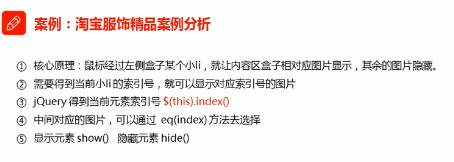 案例：淘宝服饰精品案例分析
① 核心原理：鼠标经过左侧盒子某个小li，就让内容区盒子相对应图片显示，其余的图片隐藏。
② 需要得到当前小li 的索引号，就可以显示对应索引号的图片
③ jQuery 得到当前元素索引号 $(this).index()
④ 中间对应的图片，可以通过 eq(index) 方法去选择
⑤ 显示元素 show() 隐藏元素 hide()